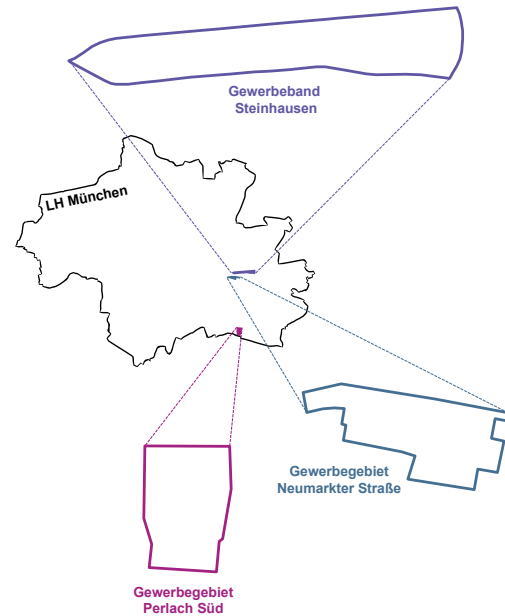 Gewerbeband
Steinhausen
LH München
Gewerbegebiet
Neumarkter Straße
Gewerbegebiet
Perlach Süd